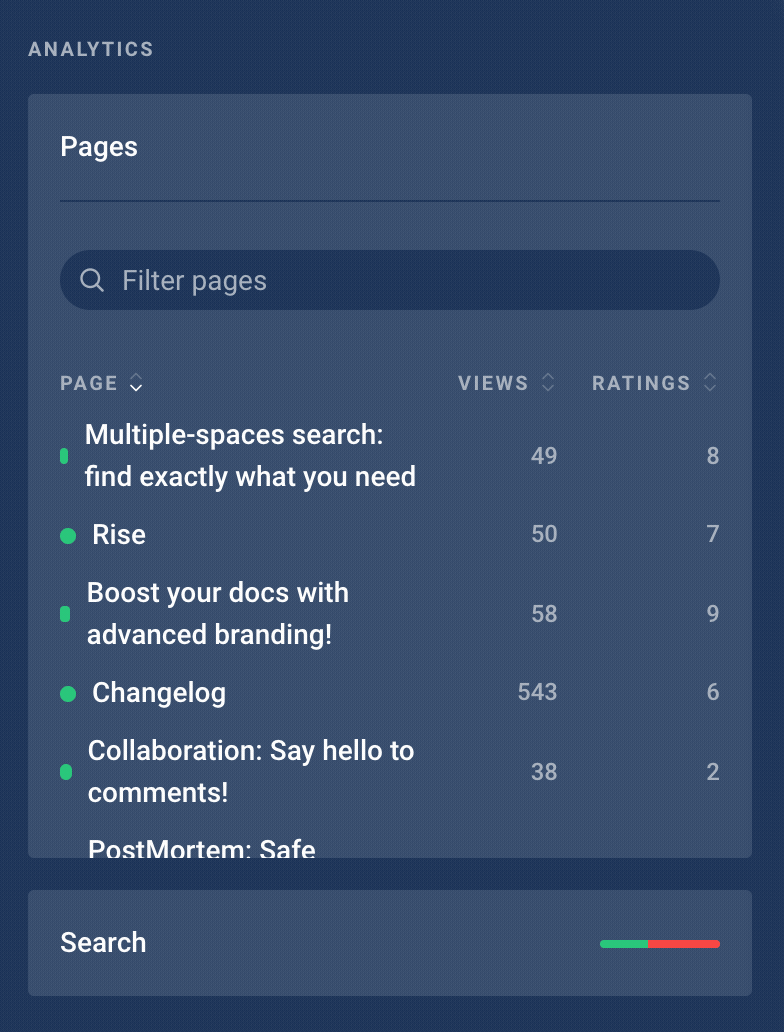 ANALYTICS
Pages
Filter pages
PAGE VIEWS RATINGS
Multiple-spaces search:
find exactly what you need 49 8
Rise 50 7
Boost your docs with
advanced branding! 58 9
Changelog 543 6
Collaboration: Say hello to
comments! 38 2
PostMortem: Safe
Search